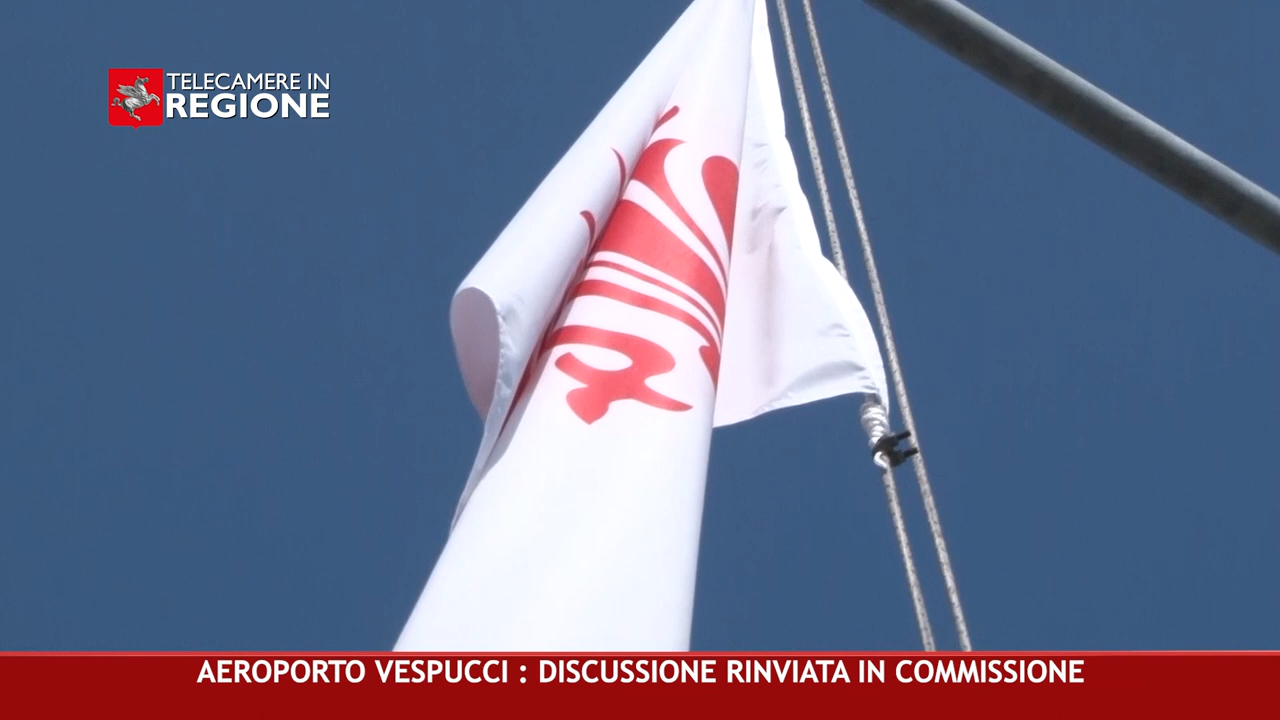 TELECAMERE IN
REGIONE
AEROPORTO VESPUCCI : DISCUSSIONE RINVIATA IN COMMISSIONE